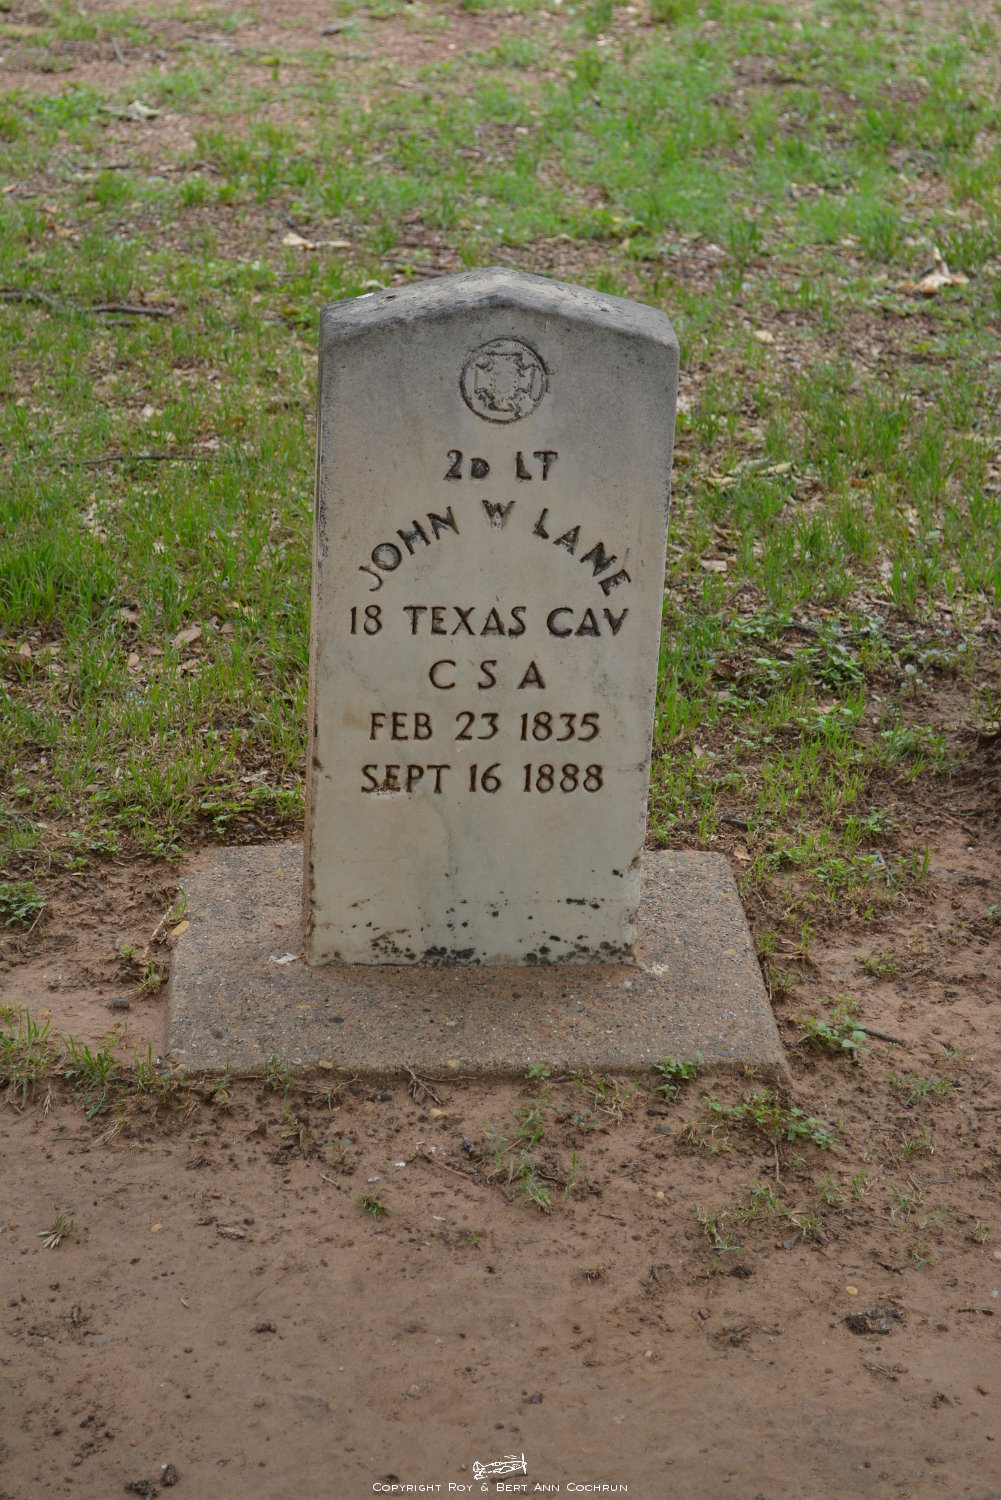 2D LT
JOHN W LANE
18 TEXAS CAV
C S A
FEB 23 1835
SEPT 16 1888
COPYRIGHT ROY & BERT ANN COCHRUN